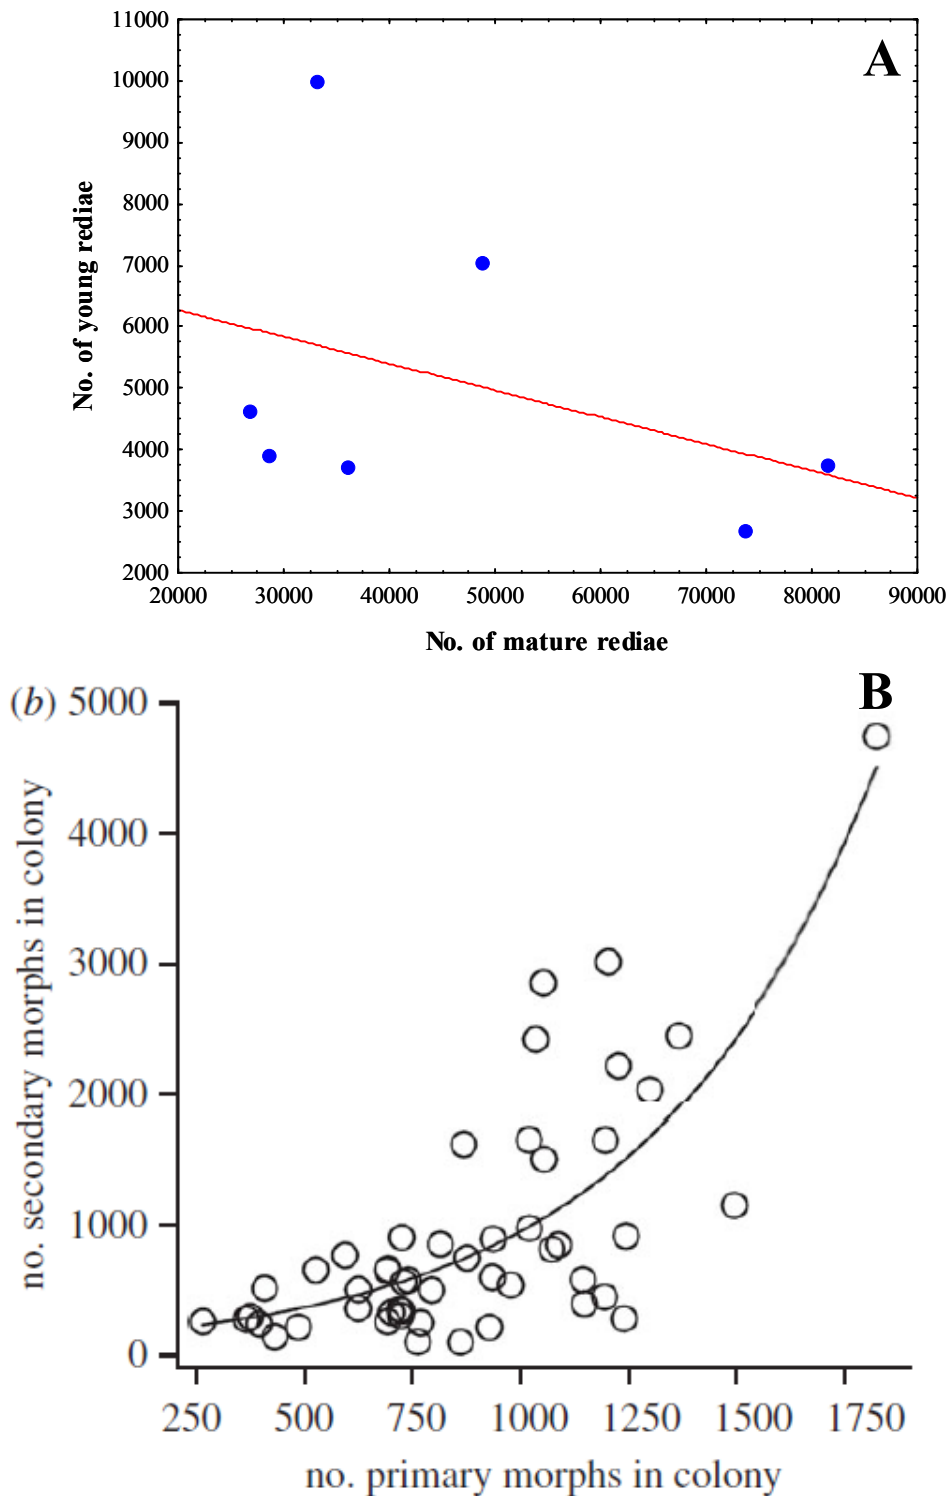 11000
A
10000
9000
8000
7000
6000
5000
4000
3000
2000
No. of young rediae
20000 30000 40000 50000 60000 70000 80000 90000
No. of mature rediae
B
(b) 5000
4000
3000
2000
1000
0
no. secondary morphs in colony
250 500 750 1000 1250 1500 1750
no. primary morphs in colony